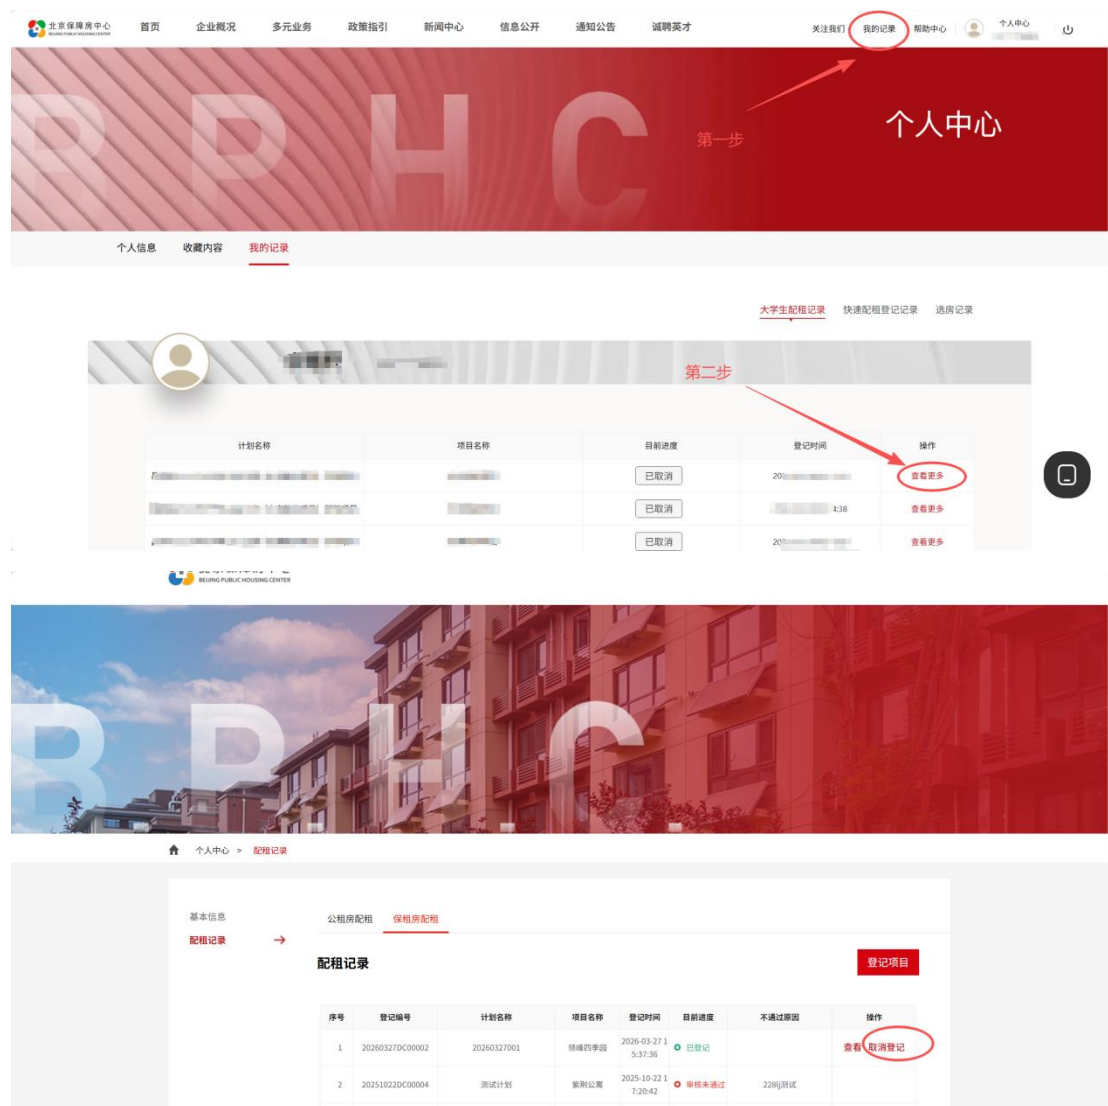 北京保障房中心
BEIJING PUBLIC HOUSING CENTER
首页 企业概况 多元业务 政策指引 新闻中心 信息公开 通知公告 诚聘英才 关注我们 我的记录 帮助中心 个人中心
BPHC
第一步
个人中心
个人信息 收藏内容 我的记录
大学生配租记录 快速配租登记记录 选房记录
第二步
计划名称 项目名称 目前进度 登记时间 操作
已取消 20 查看更多
已取消 4:38 查看更多
已取消 20 查看更多
BEIJING PUBLIC HOUSING CENTER
BPHC
个人中心 > 配租记录
基本信息
配租记录
公租房配租 保租房配租
配租记录
登记项目
序号 登记编号 计划名称 项目名称 登记时间 目前进度 不通过原因 操作
1 20260327DC00002 20260327001 领峰四季园 2026-03-27 1
5:37:36 已登记 查看 取消登记
2 20251022DC00004 测试计划 紫荆公寓 2025-10-22 1
7:20:42 审核未通过 228lj测试